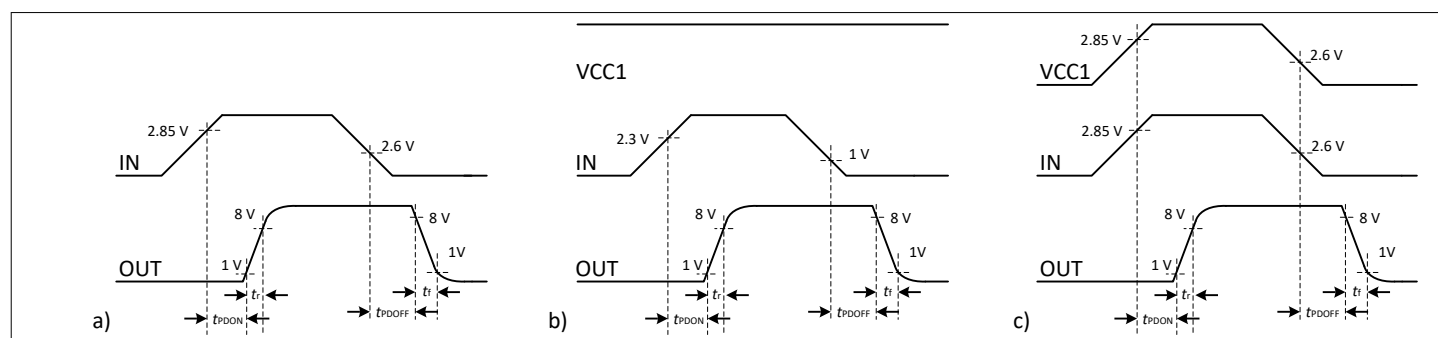 2.85 V
2.6 V
IN
8 V
8 V
1 V
1V
OUT
tr
tf
tPDON
tPDOFF
a)
VCC1
2.3 V
1 V
IN
8 V
8 V
1 V
1V
OUT
tr
tf
tPDON
tPDOFF
b)
2.85 V
2.6 V
VCC1
2.85 V
2.6 V
IN
8 V
8 V
1 V
1V
OUT
tr
tf
tPDON
tPDOFF
c)